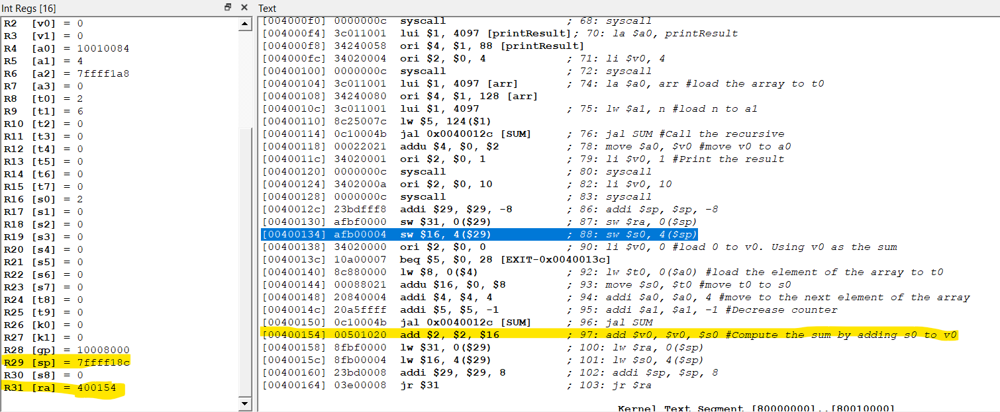 Int Regs [16]
R2 [v0] = 0
R3 [v1] = 0
R4 [a0] = 10010084
R5 [a1] = 4
R6 [a2] = 7ffff1a8
R7 [a3] = 0
R8 [t0] = 2
R9 [t1] = 6
R10 [t2] = 0
R11 [t3] = 0
R12 [t4] = 0
R13 [t5] = 0
R14 [t6] = 0
R15 [t7] = 0
R16 [s0] = 2
R17 [s1] = 0
R18 [s2] = 0
R19 [s3] = 0
R20 [s4] = 0
R21 [s5] = 0
R22 [s6] = 0
R23 [s7] = 0
R24 [t8] = 0
R25 [t9] = 0
R26 [k0] = 0
R27 [k1] = 0
R28 [gp] = 10008000
R29 [sp] = 7ffff18c
R30 [s8] = 0
R31 [ra] = 400154
Text
[004000f0] 0000000c syscall ; 68: syscall
[004000f4] 3c011001 lui $1, 4097 [printResult]; 70: la $a0, printResult
[004000f8] 34240058 ori $4, $1, 88 [printResult]
[004000fc] 34020004 ori $2, $0, 4 ; 71: li $v0, 4
[00400100] 0000000c syscall ; 72: syscall
[00400104] 3c011001 lui $1, 4097 [arr] ; 74: la $a0, arr #load the array to t0
[00400108] 34240080 ori $4, $1, 128 [arr]
[0040010c] 3c011001 lui $1, 4097 ; 75: lw $a1, n #load n to a1
[00400110] 8c25007c lw $5, 124($1)
[00400114] 0c10004b jal 0x0040012c [SUM] ; 76: jal SUM #Call the recursive
[00400118] 00022021 addu $4, $0, $2 ; 78: move $a0, $v0 #move v0 to a0
[0040011c] 34020001 ori $2, $0, 1 ; 79: li $v0, 1 #Print the result
[00400120] 0000000c syscall ; 80: syscall
[00400124] 3402000a ori $2, $0, 10 ; 82: li $v0, 10
[00400128] 0000000c syscall ; 83: syscall
[0040012c] 23bdfff8 addi $29, $29, -8 ; 86: addi $sp, $sp, -8
[00400130] afbf0000 sw $31, 0($29) ; 87: sw $ra, 0($sp)
[00400134] afb00004 sw $16, 4($29) ; 88: sw $s0, 4($sp)
[00400138] 34020000 ori $2, $0, 0 ; 90: li $v0, 0 #load 0 to v0. Using v0 as the sum
[0040013c] 10a00007 beq $5, $0, 28 [EXIT-0x0040013c]
[00400140] 8c880000 lw $8, 0($4) ; 92: lw $t0, 0($a0) #load the element of the array to t0
[00400144] 00088021 addu $16, $0, $8 ; 93: move $s0, $t0 #move t0 to s0
[00400148] 20840004 addi $4, $4, 4 ; 94: addi $a0, $a0, 4 #move to the next element of the array
[0040014c] 20a5ffff addi $5, $5, -1 ; 95: addi $a1, $a1, -1 #Decrease counter
[00400150] 0c10004b jal 0x0040012c [SUM] ; 96: jal SUM
[00400154] 00501020 add $2, $2, $16 ; 97: add $v0, $v0, $s0 #Compute the sum by adding s0 to v0
[00400158] 8fbf0000 lw $31, 0($29) ; 100: lw $ra, 0($sp)
[0040015c] 8fb00004 lw $16, 4($29) ; 101: lw $s0, 4($sp)
[00400160] 23bd0008 addi $29, $29, 8 ; 102: addi $sp, $sp, 8
[00400164] 03e00008 jr $31 ; 103: jr $ra
Kernel Text Segment [80000000]..[80010000]